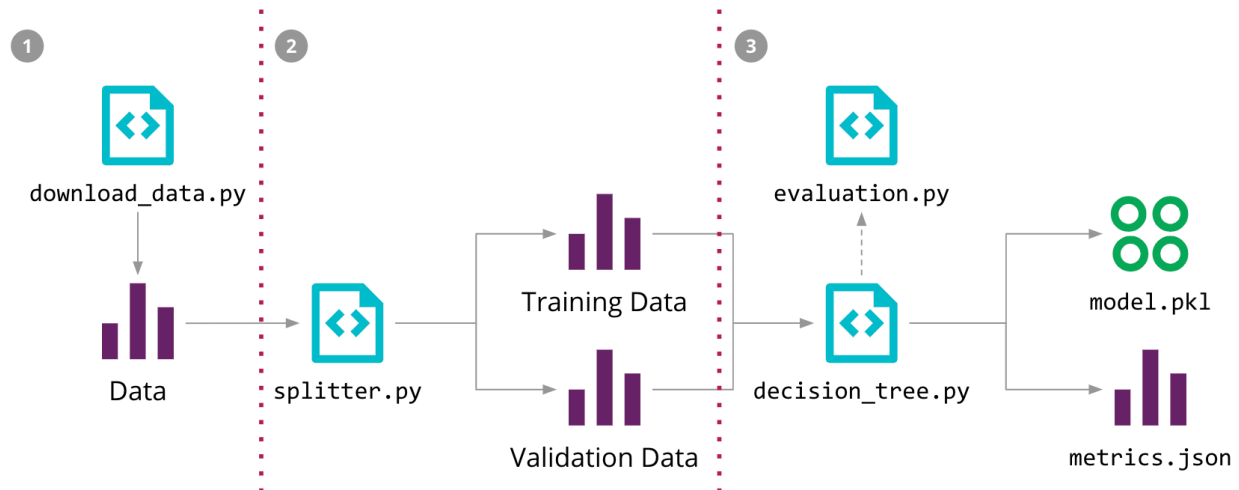 1
2
3
download_data.py
evaluation.py
Training Data
model.pkl
Data
splitter.py
decision_tree.py
Validation Data
metrics.json